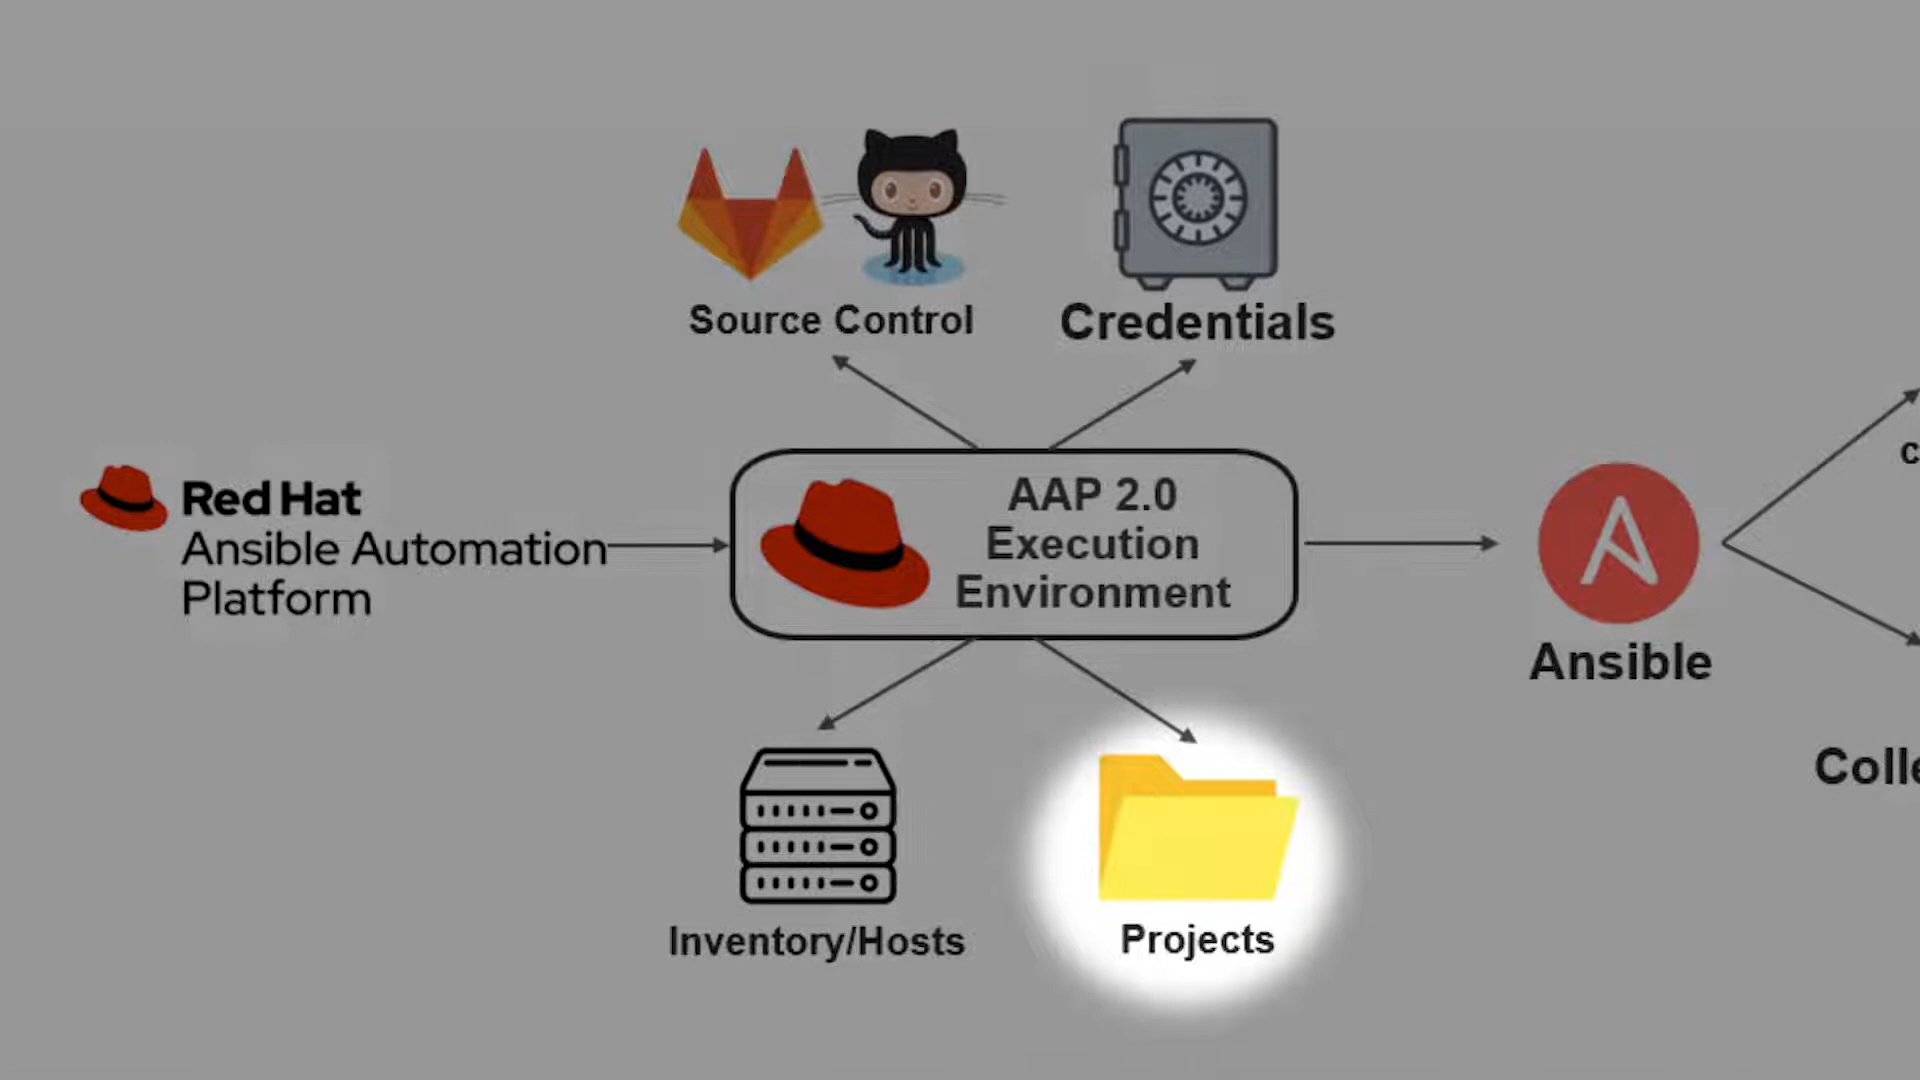 Source Control
Credentials
Red Hat
Ansible Automation
Platform
AAP 2.0
Execution
Environment
Ansible
Inventory/Hosts
Projects